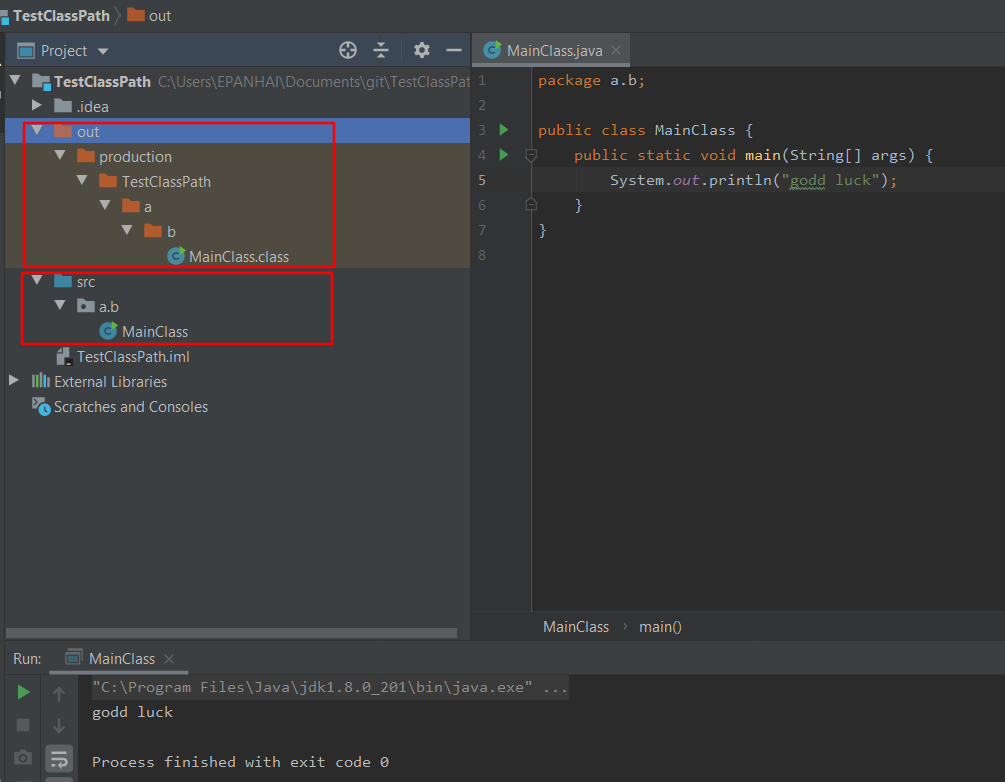 TestClassPath out
Project
TestClassPath C:\Users\EPANHAI\Documents\git\TestClassPat
.idea
out
production
TestClassPath
a
b
MainClass.class
src
a.b
MainClass
TestClassPath.iml
External Libraries
Scratches and Consoles
MainClass.java
1 package a.b;
2
3 public class MainClass {
4 public static void main(String[] args) {
5 System.out.println("godd luck");
6 }
7 }
8
MainClass › main()
Run: MainClass
"C:\Program Files\Java\jdk1.8.0_201\bin\java.exe" ...
godd luck
Process finished with exit code 0